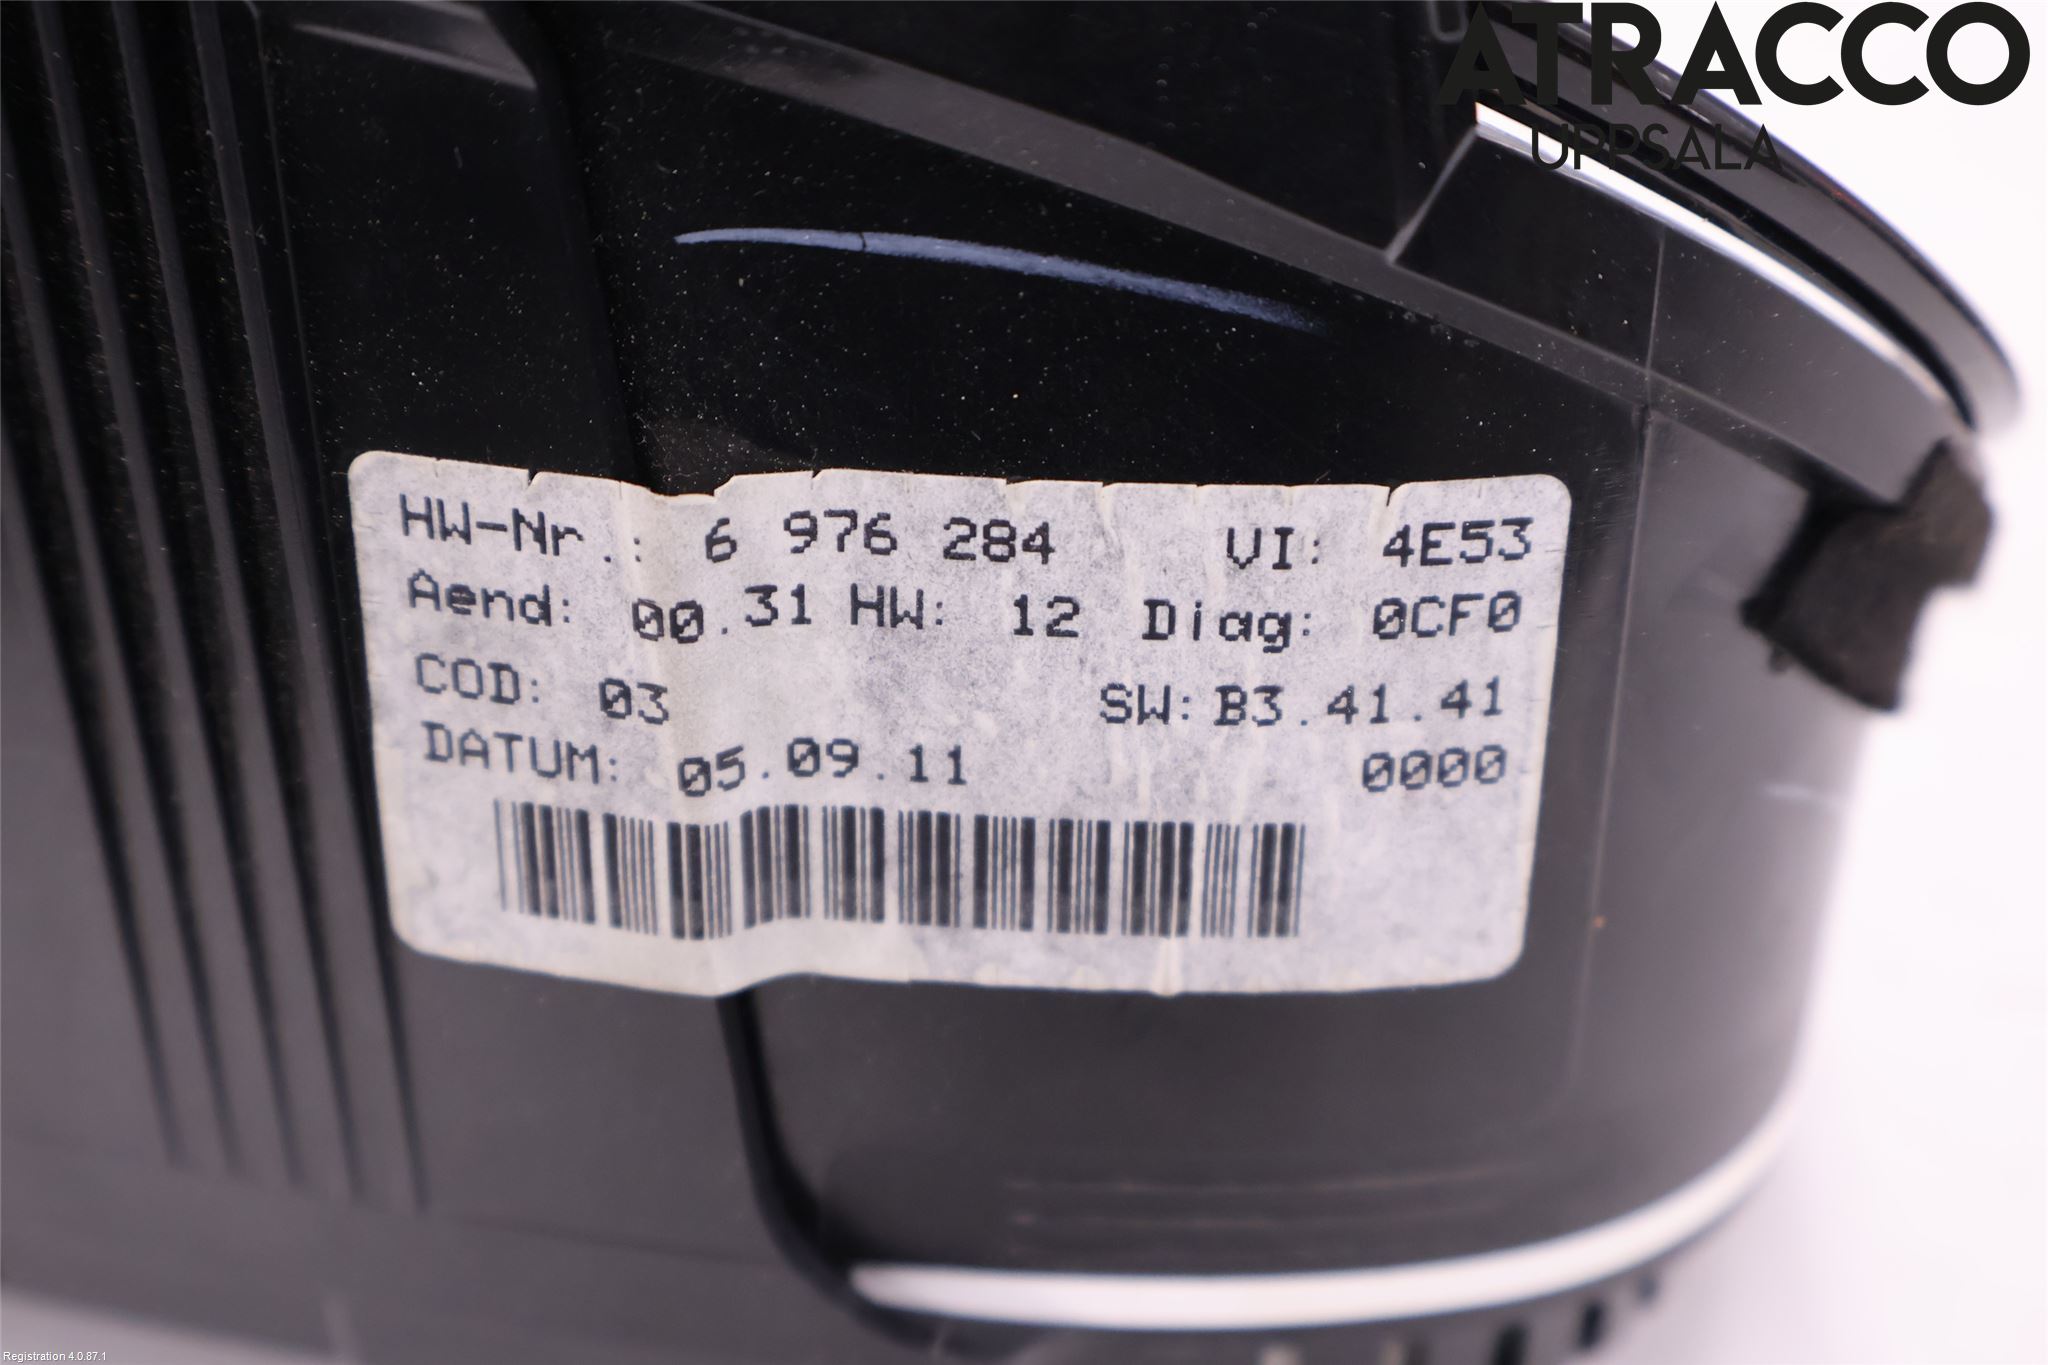 ATRACCO
UPPSALA
HW-Nr.: 6 976 284 VI: 4E53
Aend: 00.31 HW: 12 Diag: 0CF0
COD: 03 SW: B3.41.41
DATUM: 05.09.11 0000
Registration 4.0.87.1